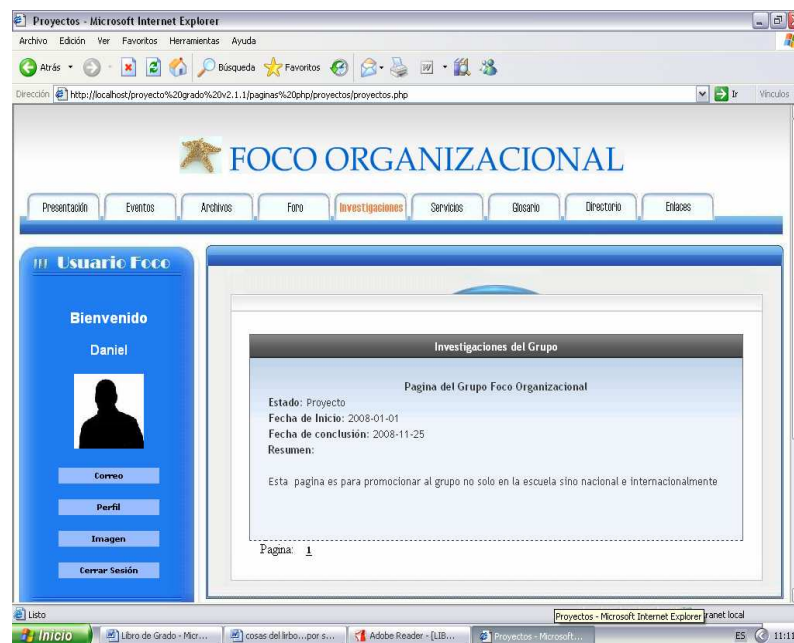 Proyectos - Microsoft Internet Explorer
Archivo Edición Ver Favoritos Herramientas Ayuda
Atrás Búsqueda Favoritos
Dirección http://localhost/proyecto%20grado%20v2.1.1/paginas%20php/proyectos/proyectos.php Ir Vínculos
FOCO ORGANIZACIONAL
Presentación Eventos Archivos Foro Investigaciones Servicios Glosario Directorio Enlaces
Usuario Foco
Bienvenido
Daniel
Correo
Perfil
Imagen
Cerrar Sesión
Investigaciones del Grupo
Pagina del Grupo Foco Organizacional
Estado: Proyecto
Fecha de Inicio: 2008-01-01
Fecha de conclusión: 2008-11-25
Resumen:
Esta pagina es para promocionar al grupo no solo en la escuela sino nacional e internacionalmente
Pagina: 1
Listo
Proyectos - Microsoft Internet Explorer
ranet local
Inicio Libro de Grado - Micr... cosas del lirbo...por s... Adobe Reader - [LIB... Proyectos - Microsoft... ES 11:1